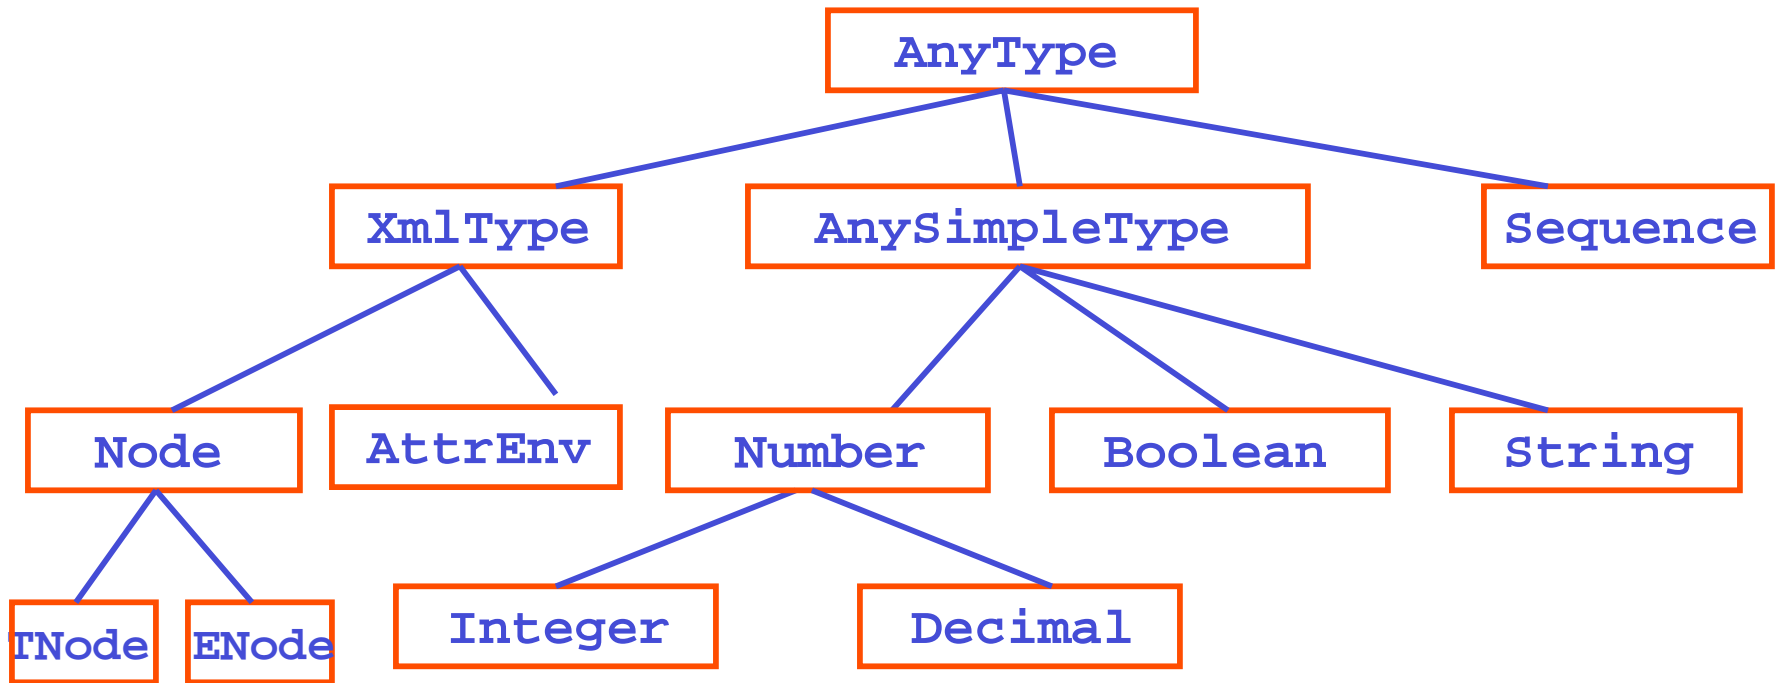 AnyType
XmlType
AnySimpleType
Sequence
Node
AttrEnv
Number
Boolean
String
TNode
ENode
Integer
Decimal